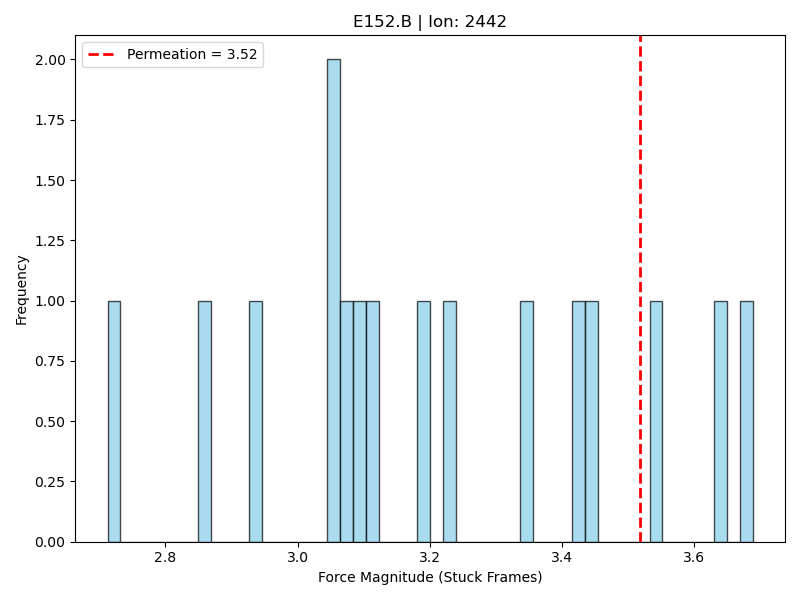 E152.B | Ion: 2442
Permeation = 3.52
2.00
1.75
1.50
1.25
1.00
0.75
0.50
0.25
0.00
Frequency
2.8 3.0 3.2 3.4 3.6
Force Magnitude (Stuck Frames)